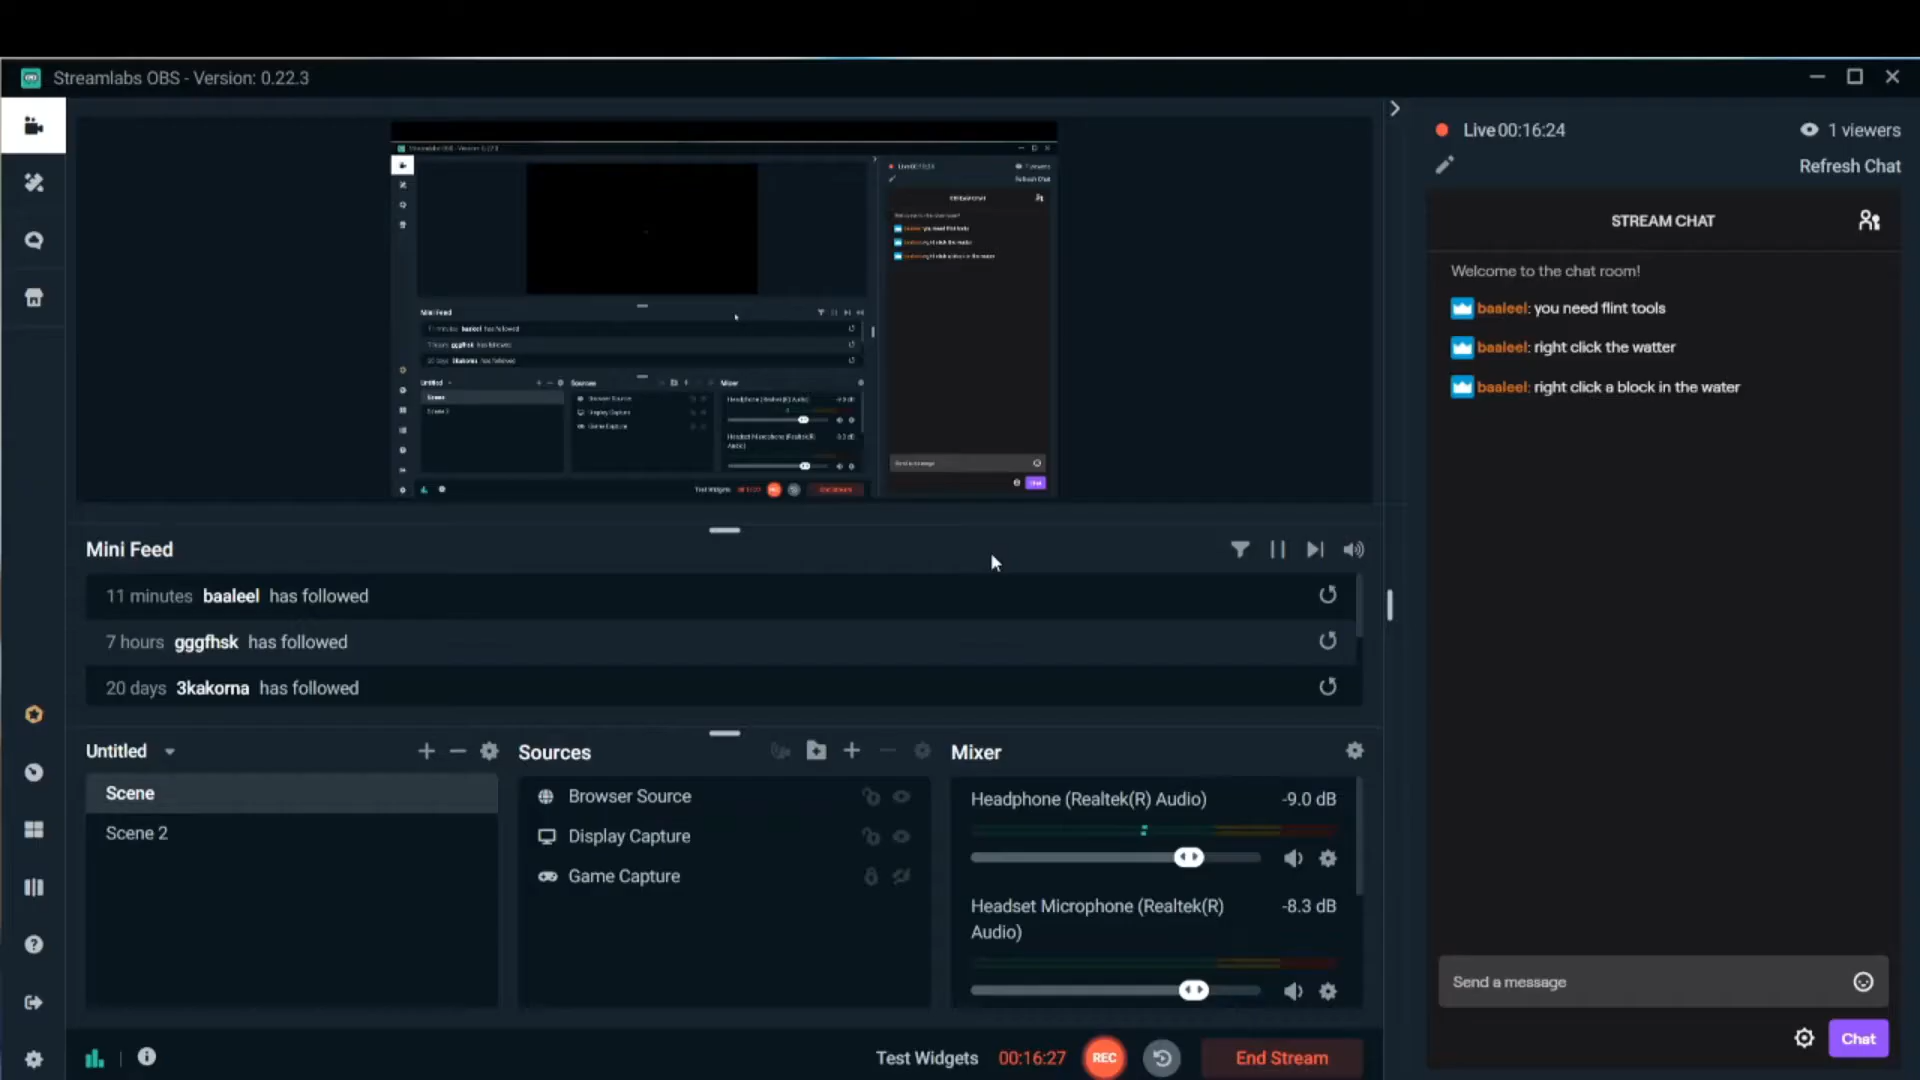 Streamlabs OBS - Version: 0.22.3
Live 00:16:24
1 viewers
Refresh Chat
STREAM CHAT
Welcome to the chat room!
baaleel: you need flint tools
baaleel: right click the watter
baaleel: right click a block in the water
Mini Feed
11 minutes baaleel has followed
7 hours gggfhsk has followed
20 days 3kakorna has followed
Untitled
Scene
Scene 2
Sources
Browser Source
Display Capture
Game Capture
Mixer
Headphone (Realtek(R) Audio) -9.0 dB
Headset Microphone (Realtek(R) -8.3 dB
Audio)
Send a message
Chat
Test Widgets 00:16:27 REC End Stream